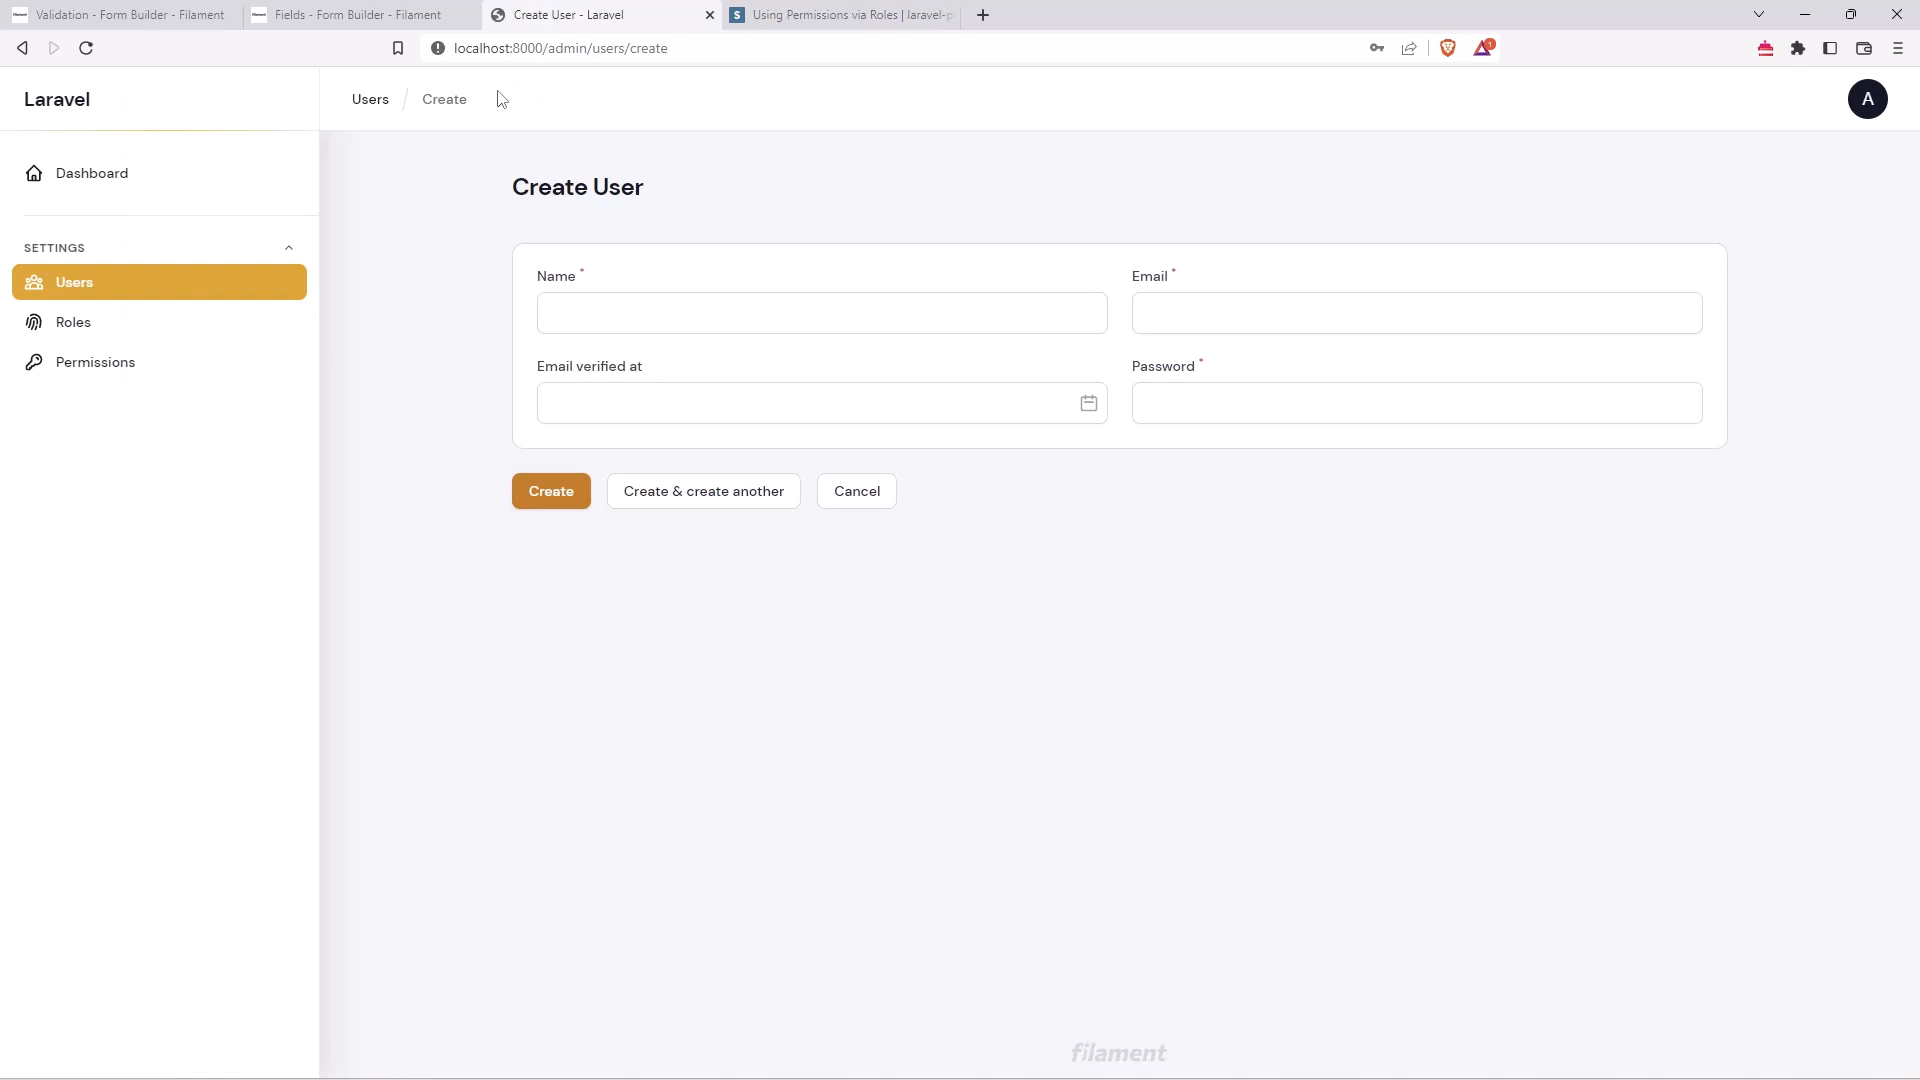 Validation - Form Builder - Filament
Fields - Form Builder - Filament
Create User - Laravel
S
Using Permissions via Roles | laravel-p
localhost:8000/admin/users/create
1
Laravel
Users
Create
A
Dashboard
Create User
SETTINGS
Users
Roles
Permissions
Name *
Email *
Email verified at
Password *
Create
Create & create another
Cancel
filament